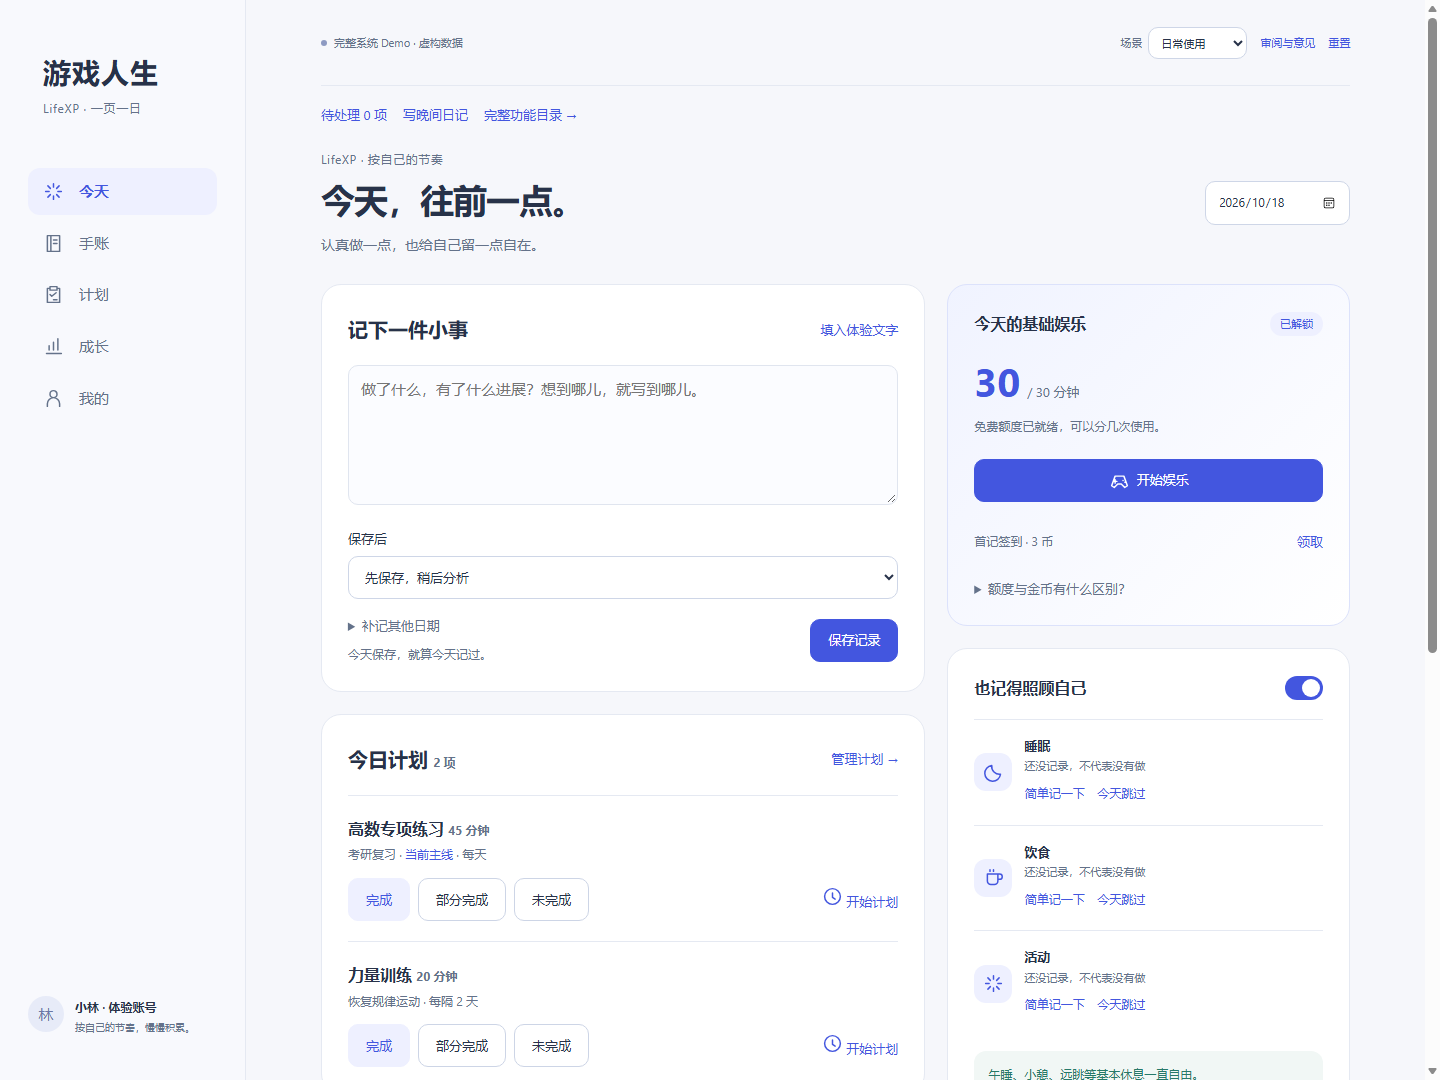 游戏人生
LifeXP · 一页一日
今天
手账
计划
成长
我的
林
小林 · 体验账号
按自己的节奏，慢慢积累。
完整系统 Demo · 虚构数据
场景
日常使用
审阅与意见
重置
待处理 0 项
写晚间日记
完整功能目录 →
LifeXP · 按自己的节奏
今天，往前一点。
认真做一点，也给自己留一点自在。
2026/10/18
记下一件小事
填入体验文字
做了什么，有了什么进展？想到哪儿，就写到哪儿。
保存后
先保存，稍后分析
补记其他日期
今天保存，就算今天记过。
保存记录
今日计划 2 项
管理计划 →
高数专项练习 45 分钟
考研复习 · 当前主线 · 每天
完成
部分完成
未完成
开始计划
力量训练 20 分钟
恢复规律运动 · 每隔 2 天
完成
部分完成
未完成
开始计划
今天的基础娱乐
已解锁
30 / 30 分钟
免费额度已就绪，可以分几次使用。
开始娱乐
首记签到 · 3 币
领取
额度与金币有什么区别？
也记得照顾自己
睡眠
还没记录，不代表没有做
简单记一下
今天跳过
饮食
还没记录，不代表没有做
简单记一下
今天跳过
活动
还没记录，不代表没有做
简单记一下
今天跳过
午睡、小憩、远眺等基本休息一直自由。